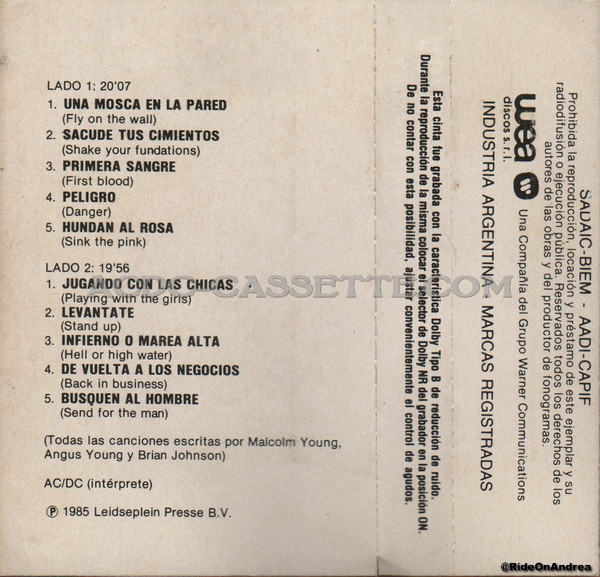 LADO 1: 20'07
1. UNA MOSCA EN LA PARED
(Fly on the wall)
2. SACUDE TUS CIMIENTOS
(Shake your fundations)
3. PRIMERA SANGRE
(First blood)
4. PELIGRO
(Danger)
5. HUNDAN AL ROSA
(Sink the pink)
LADO 2: 19'56
1. JUGANDO CON LAS CHICAS
(Playing with the girls)
2. LEVANTATE
(Stand up)
3. INFIERNO O MAREA ALTA
(Hell or high water)
4. DE VUELTA A LOS NEGOCIOS
(Back in business)
5. BUSQUEN AL HOMBRE
(Send for the man)
(Todas las canciones escritas por Malcolm Young,
Angus Young y Brian Johnson)
AC/DC (intérprete)
Ⓟ 1985 Leidseplein Presse B.V.
SADAIC-BIEM - AADI-CAPIF
Prohibida la reproducción, locación y préstamo de este ejemplar y su
radiodifusión o ejecución pública. Reservados todos los derechos de los
autores de las obras y del productor de fonogramas.
wea
discos s.r.l.
Una Compañía del Grupo Warner Communications
INDUSTRIA ARGENTINA MARCAS REGISTRADAS
Esta cinta fue grabada con la característica Dolby Tipo B de reducción de ruido.
Durante la reproducción de la misma colocar el selector de Dolby NR del grabador en la posición ON.
De no contar con esta posibilidad, ajustar convenientemente el control de agudos.
-CASSETTE.COM
@RideOnAndrea